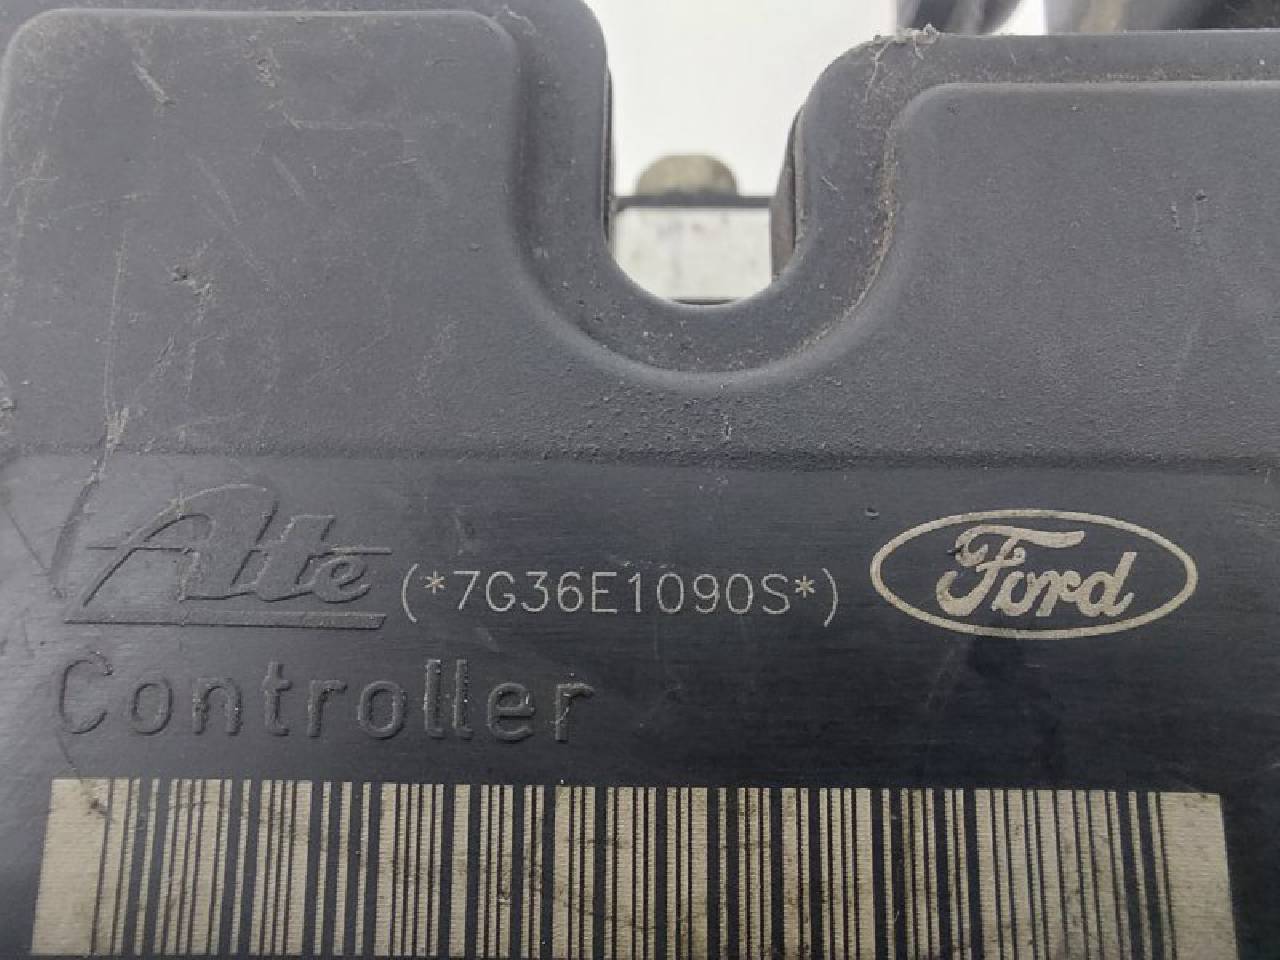 Ate (*7G36E1090S*) Ford
Controller